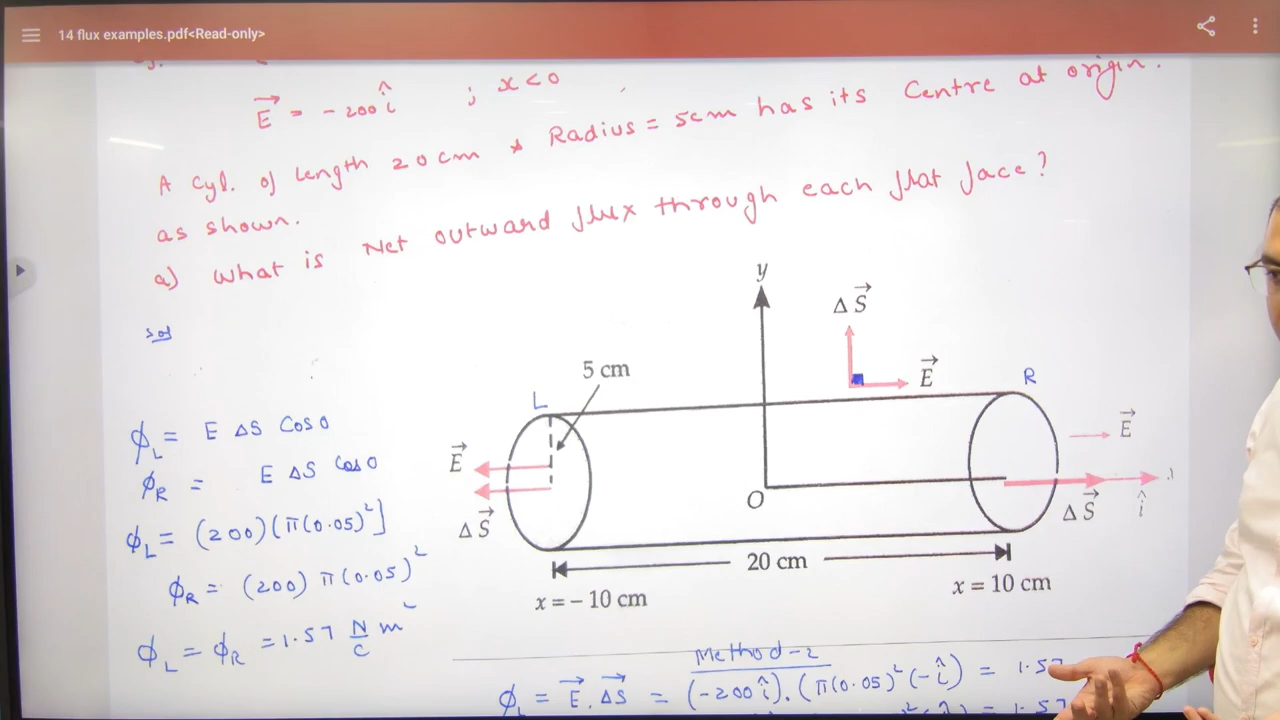 14 flux examples.pdf<Read-only>
E⃗ = - 200 î ; x < 0
A Cyl. of length 20 cm & Radius = 5cm has its Centre at origin.
as shown.
a) What is Net outward flux through each flat face?
Sol
y
ΔS⃗
5 cm
E⃗
L
R
E⃗
E⃗
ΔS⃗
O
ΔS⃗
î
20 cm
x = – 10 cm
x = 10 cm
ϕL = E ΔS Cos0
ϕR = E ΔS Cos0
ϕL = (200)(π(0.05)²]
ϕR = (200) π(0.05)²
ϕL = ϕR = 1.57 N/C m²
Method-2
ϕL = E⃗. ΔS⃗ = (-200î).(π(0.05)²(-î) = 1.57